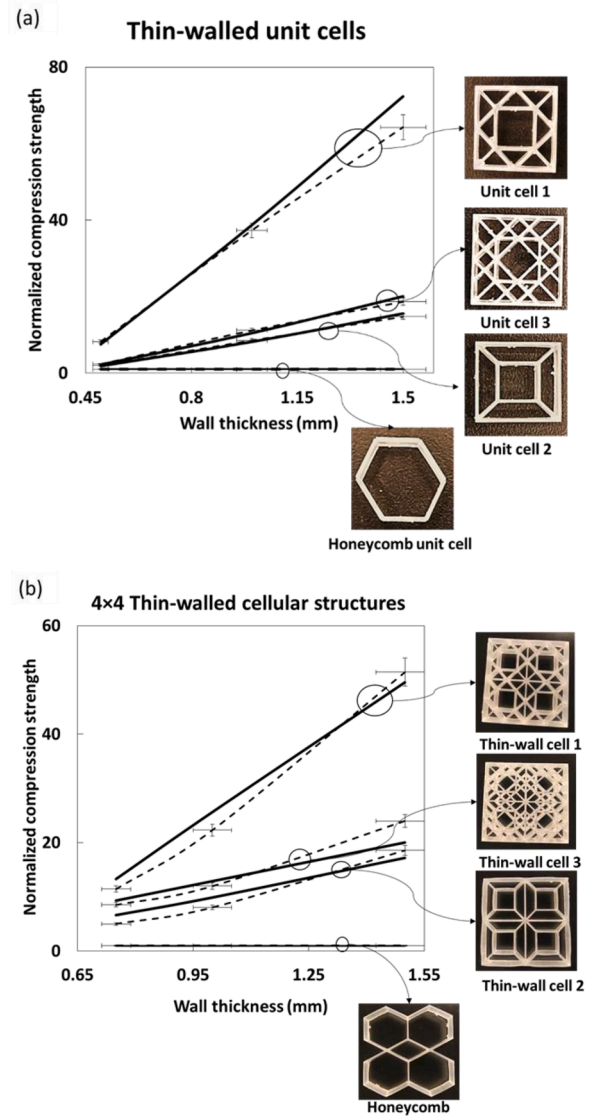 (a)
Thin-walled unit cells
Normalized compression strength
80
40
0
0.45 0.8 1.15 1.5
Wall thickness (mm)
Unit cell 1
Unit cell 3
Unit cell 2
Honeycomb unit cell
(b)
4×4 Thin-walled cellular structures
Normalized compression strength
60
40
20
0
0.65 0.95 1.25 1.55
Wall thickness (mm)
Thin-wall cell 1
Thin-wall cell 3
Thin-wall cell 2
Honeycomb